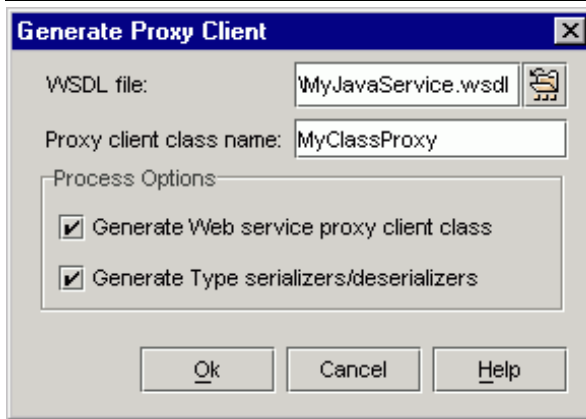 Generate Proxy Client
WSDL file: \MyJavaService.wsdl
Proxy client class name: MyClassProxy
Process Options
Generate Web service proxy client class
Generate Type serializers/deserializers
Ok Cancel Help